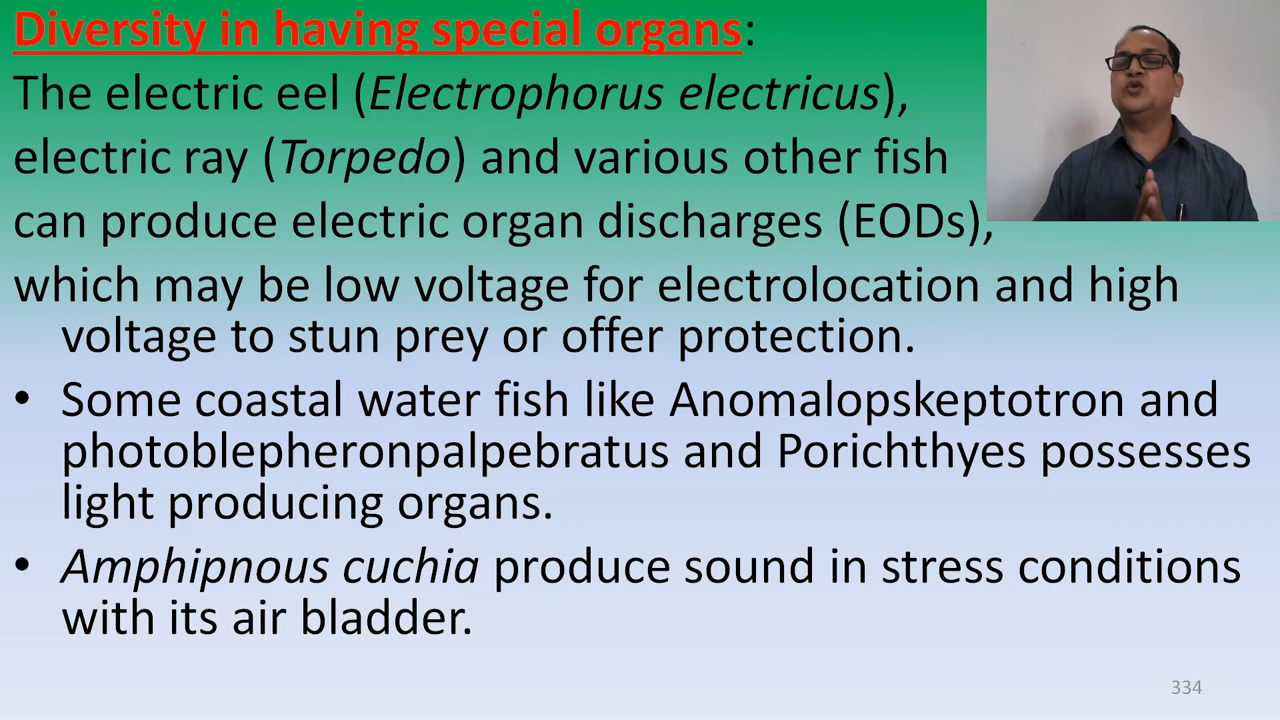 Diversity in having special organs:
The electric eel (Electrophorus electricus),
electric ray (Torpedo) and various other fish
can produce electric organ discharges (EODs),
which may be low voltage for electrolocation and high
voltage to stun prey or offer protection.
• Some coastal water fish like Anomalopskeptotron and
photoblepheronpalpebratus and Porichthyes possesses
light producing organs.
• Amphipnous cuchia produce sound in stress conditions
with its air bladder.
334